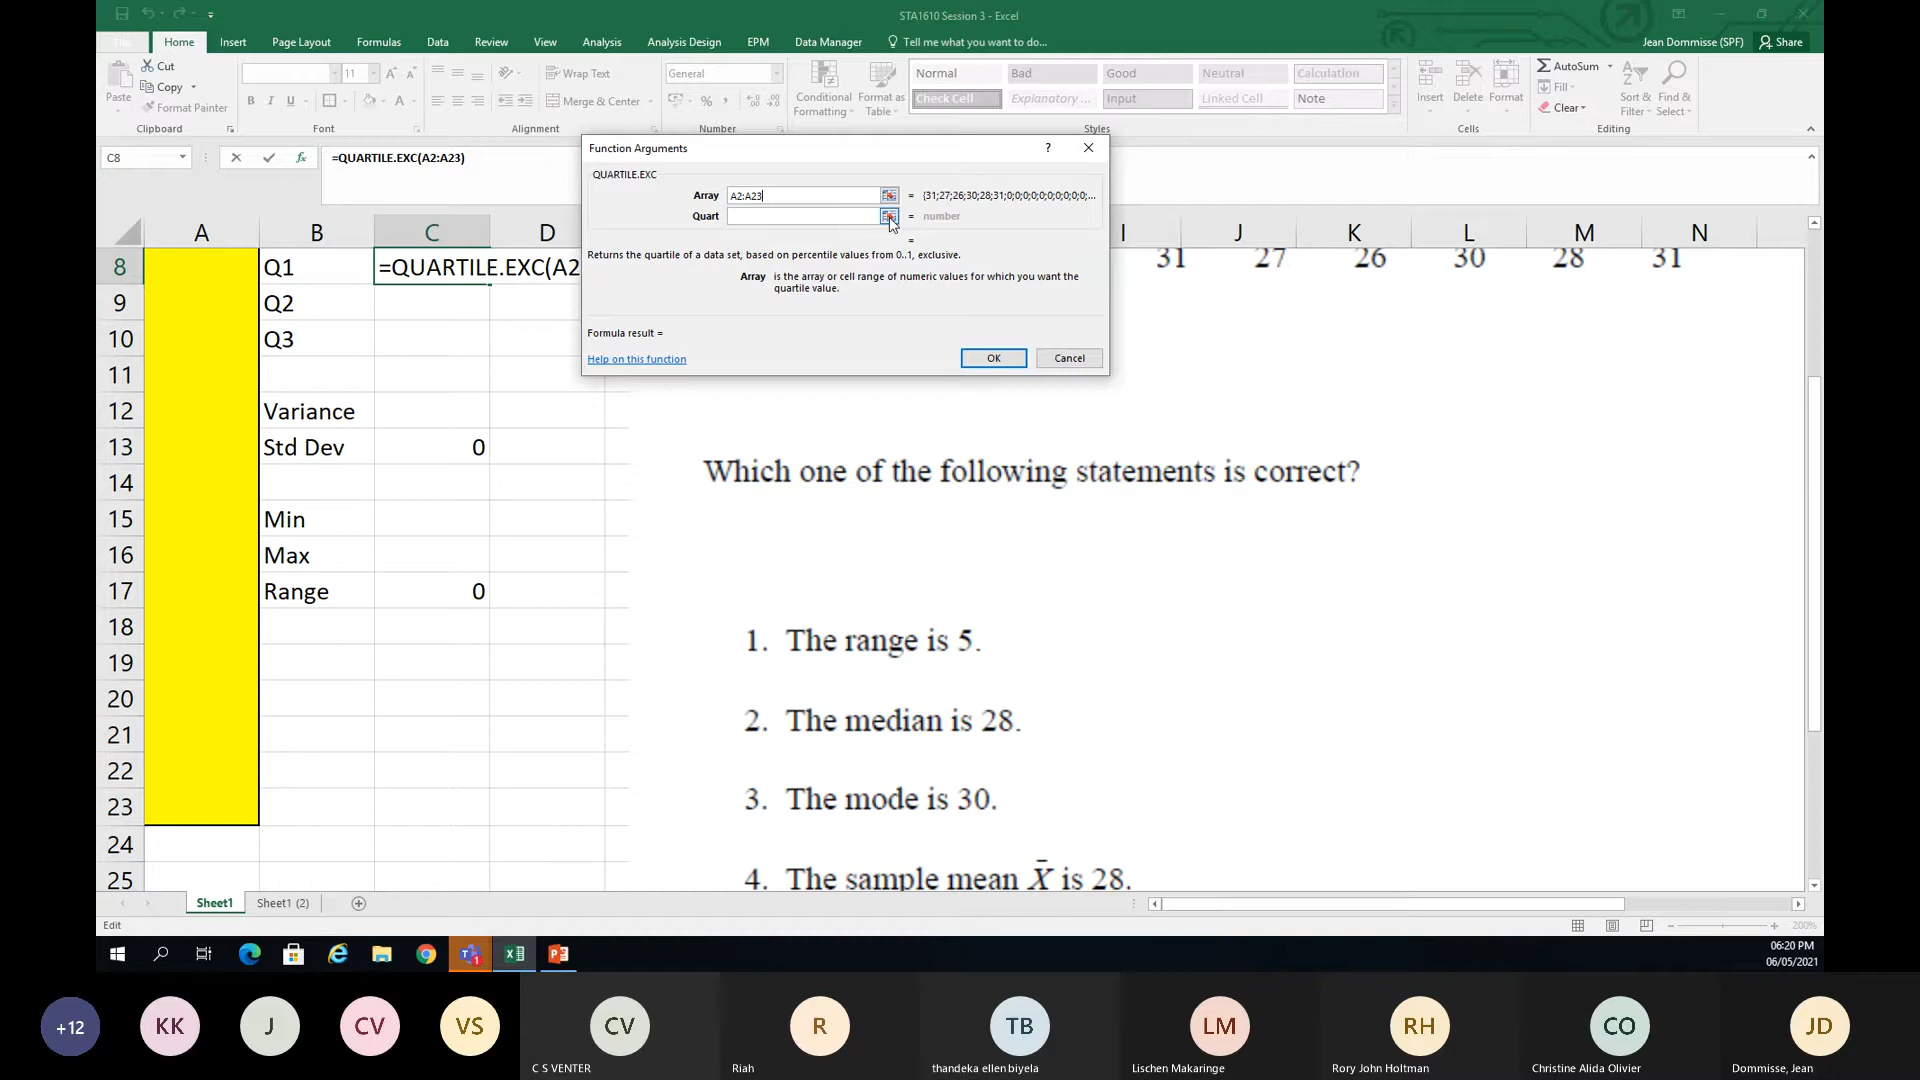 STA1610 Session 3 - Excel
File Home Insert Page Layout Formulas Data Review View Analysis Analysis Design EPM Data Manager Tell me what you want to do... Jean Dommisse (SPF) Share
Paste Cut Copy Format Painter
11
Wrap Text
Merge & Center
General
Conditional Formatting
Format as Table
Normal Bad Good Neutral Calculation
Check Cell Explanatory ... Input Linked Cell Note
Insert Delete Format
AutoSum Fill Clear
Sort & Filter
Find & Select
Clipboard Font Alignment Number Styles Cells Editing
C8 =QUARTILE.EXC(A2:A23)
Function Arguments
QUARTILE.EXC
Array A2:A23 = {31;27;26;30;28;31;0;0;0;0;0;0;0;0;0;0;...
Quart = number
=
Returns the quartile of a data set, based on percentile values from 0..1, exclusive.
Array is the array or cell range of numeric values for which you want the
quartile value.
Formula result =
Help on this function OK Cancel
A B C D I J K L M N
8 Q1 =QUARTILE.EXC(A2 31 27 26 30 28 31
9 Q2
10 Q3
11
12 Variance
13 Std Dev 0
14
15 Min
16 Max
17 Range 0
18
19
20
21
22
23
24
25
Which one of the following statements is correct?
1. The range is 5.
2. The median is 28.
3. The mode is 30.
4. The sample mean X̄ is 28.
Sheet1 Sheet1 (2)
Edit 200%
06:20 PM
06/05/2021
+12 KK J CV VS CV R TB LM RH CO JD
C S VENTER Riah thandeka ellen biyela Lischen Makaringe Rory John Holtman Christine Alida Olivier Dommisse, Jean